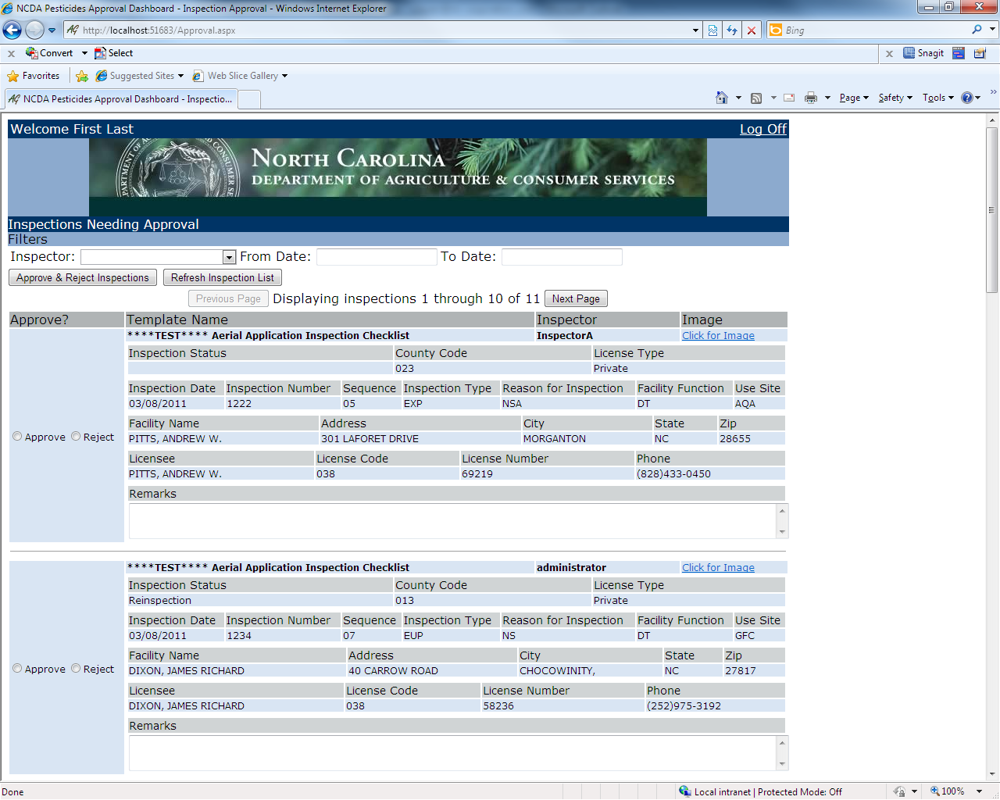 NCDA Pesticides Approval Dashboard - Inspection Approval - Windows Internet Explorer
http://localhost:51683/Approval.aspx
Bing
x Convert Select
x Snagit
Favorites Suggested Sites Web Slice Gallery
NCDA Pesticides Approval Dashboard - Inspectio...
Page Safety Tools
Welcome First Last Log Off
NORTH CAROLINA
DEPARTMENT OF AGRICULTURE & CONSUMER SERVICES
Inspections Needing Approval
Filters
Inspector: From Date: To Date:
Approve & Reject Inspections Refresh Inspection List
Previous Page Displaying inspections 1 through 10 of 11 Next Page
Approve? Template Name Inspector Image
****TEST**** Aerial Application Inspection Checklist InspectorA Click for Image
Inspection Status County Code License Type
023 Private
Inspection Date Inspection Number Sequence Inspection Type Reason for Inspection Facility Function Use Site
03/08/2011 1222 05 EXP NSA DT AQA
Facility Name Address City State Zip
Approve Reject PITTS, ANDREW W. 301 LAFORET DRIVE MORGANTON NC 28655
Licensee License Code License Number Phone
PITTS, ANDREW W. 038 69219 (828)433-0450
Remarks
****TEST**** Aerial Application Inspection Checklist administrator Click for Image
Inspection Status County Code License Type
Reinspection 013 Private
Inspection Date Inspection Number Sequence Inspection Type Reason for Inspection Facility Function Use Site
03/08/2011 1234 07 EUP NS DT GFC
Facility Name Address City State Zip
Approve Reject DIXON, JAMES RICHARD 40 CARROW ROAD CHOCOWINITY, NC 27817
Licensee License Code License Number Phone
DIXON, JAMES RICHARD 038 58236 (252)975-3192
Remarks
Done Local intranet | Protected Mode: Off 100%